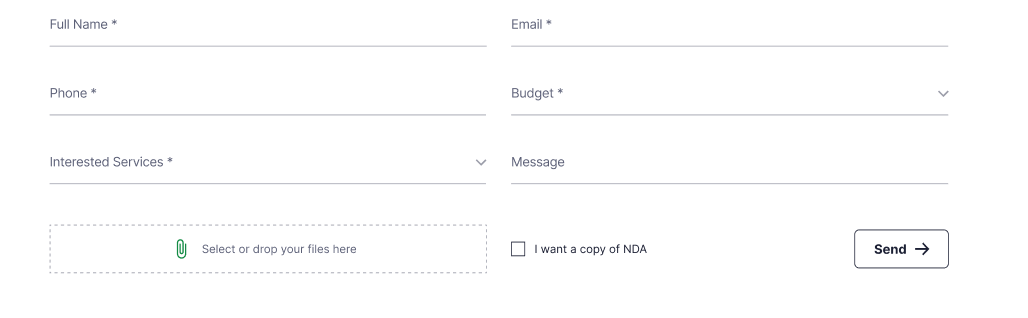 Full Name *
Email *
Phone *
Budget *
Interested Services *
Message
Select or drop your files here
I want a copy of NDA
Send